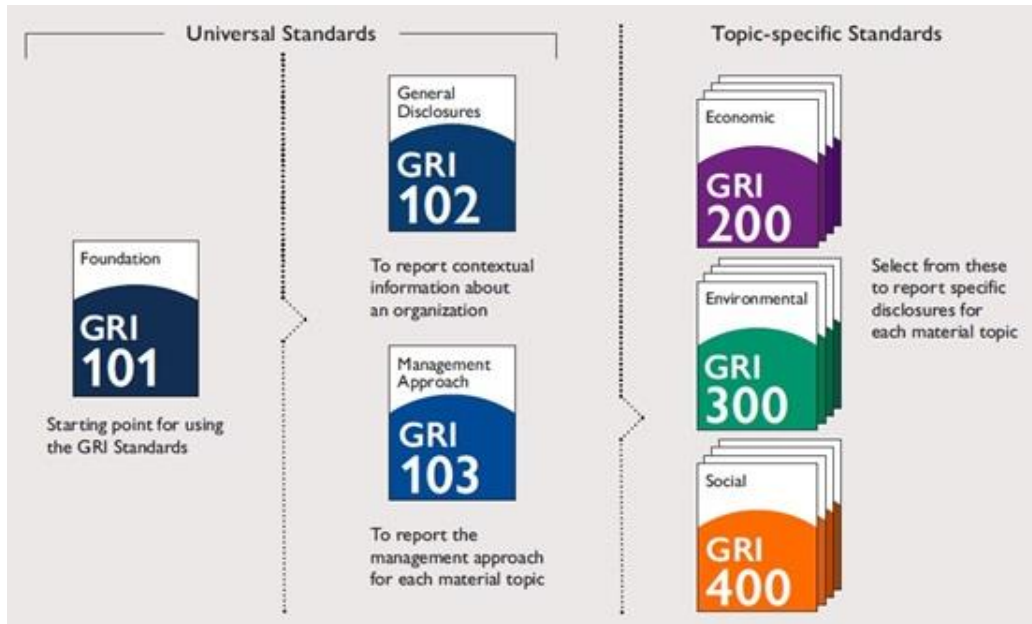 Universal Standards
Foundation
GRI
101
Starting point for using
the GRI Standards
General
Disclosures
GRI
102
To report contextual
information about
an organization
Management
Approach
GRI
103
To report the
management approach
for each material topic
Topic-specific Standards
Economic
GRI
200
Environmental
GRI
300
Social
GRI
400
Select from these
to report specific
disclosures for
each material topic